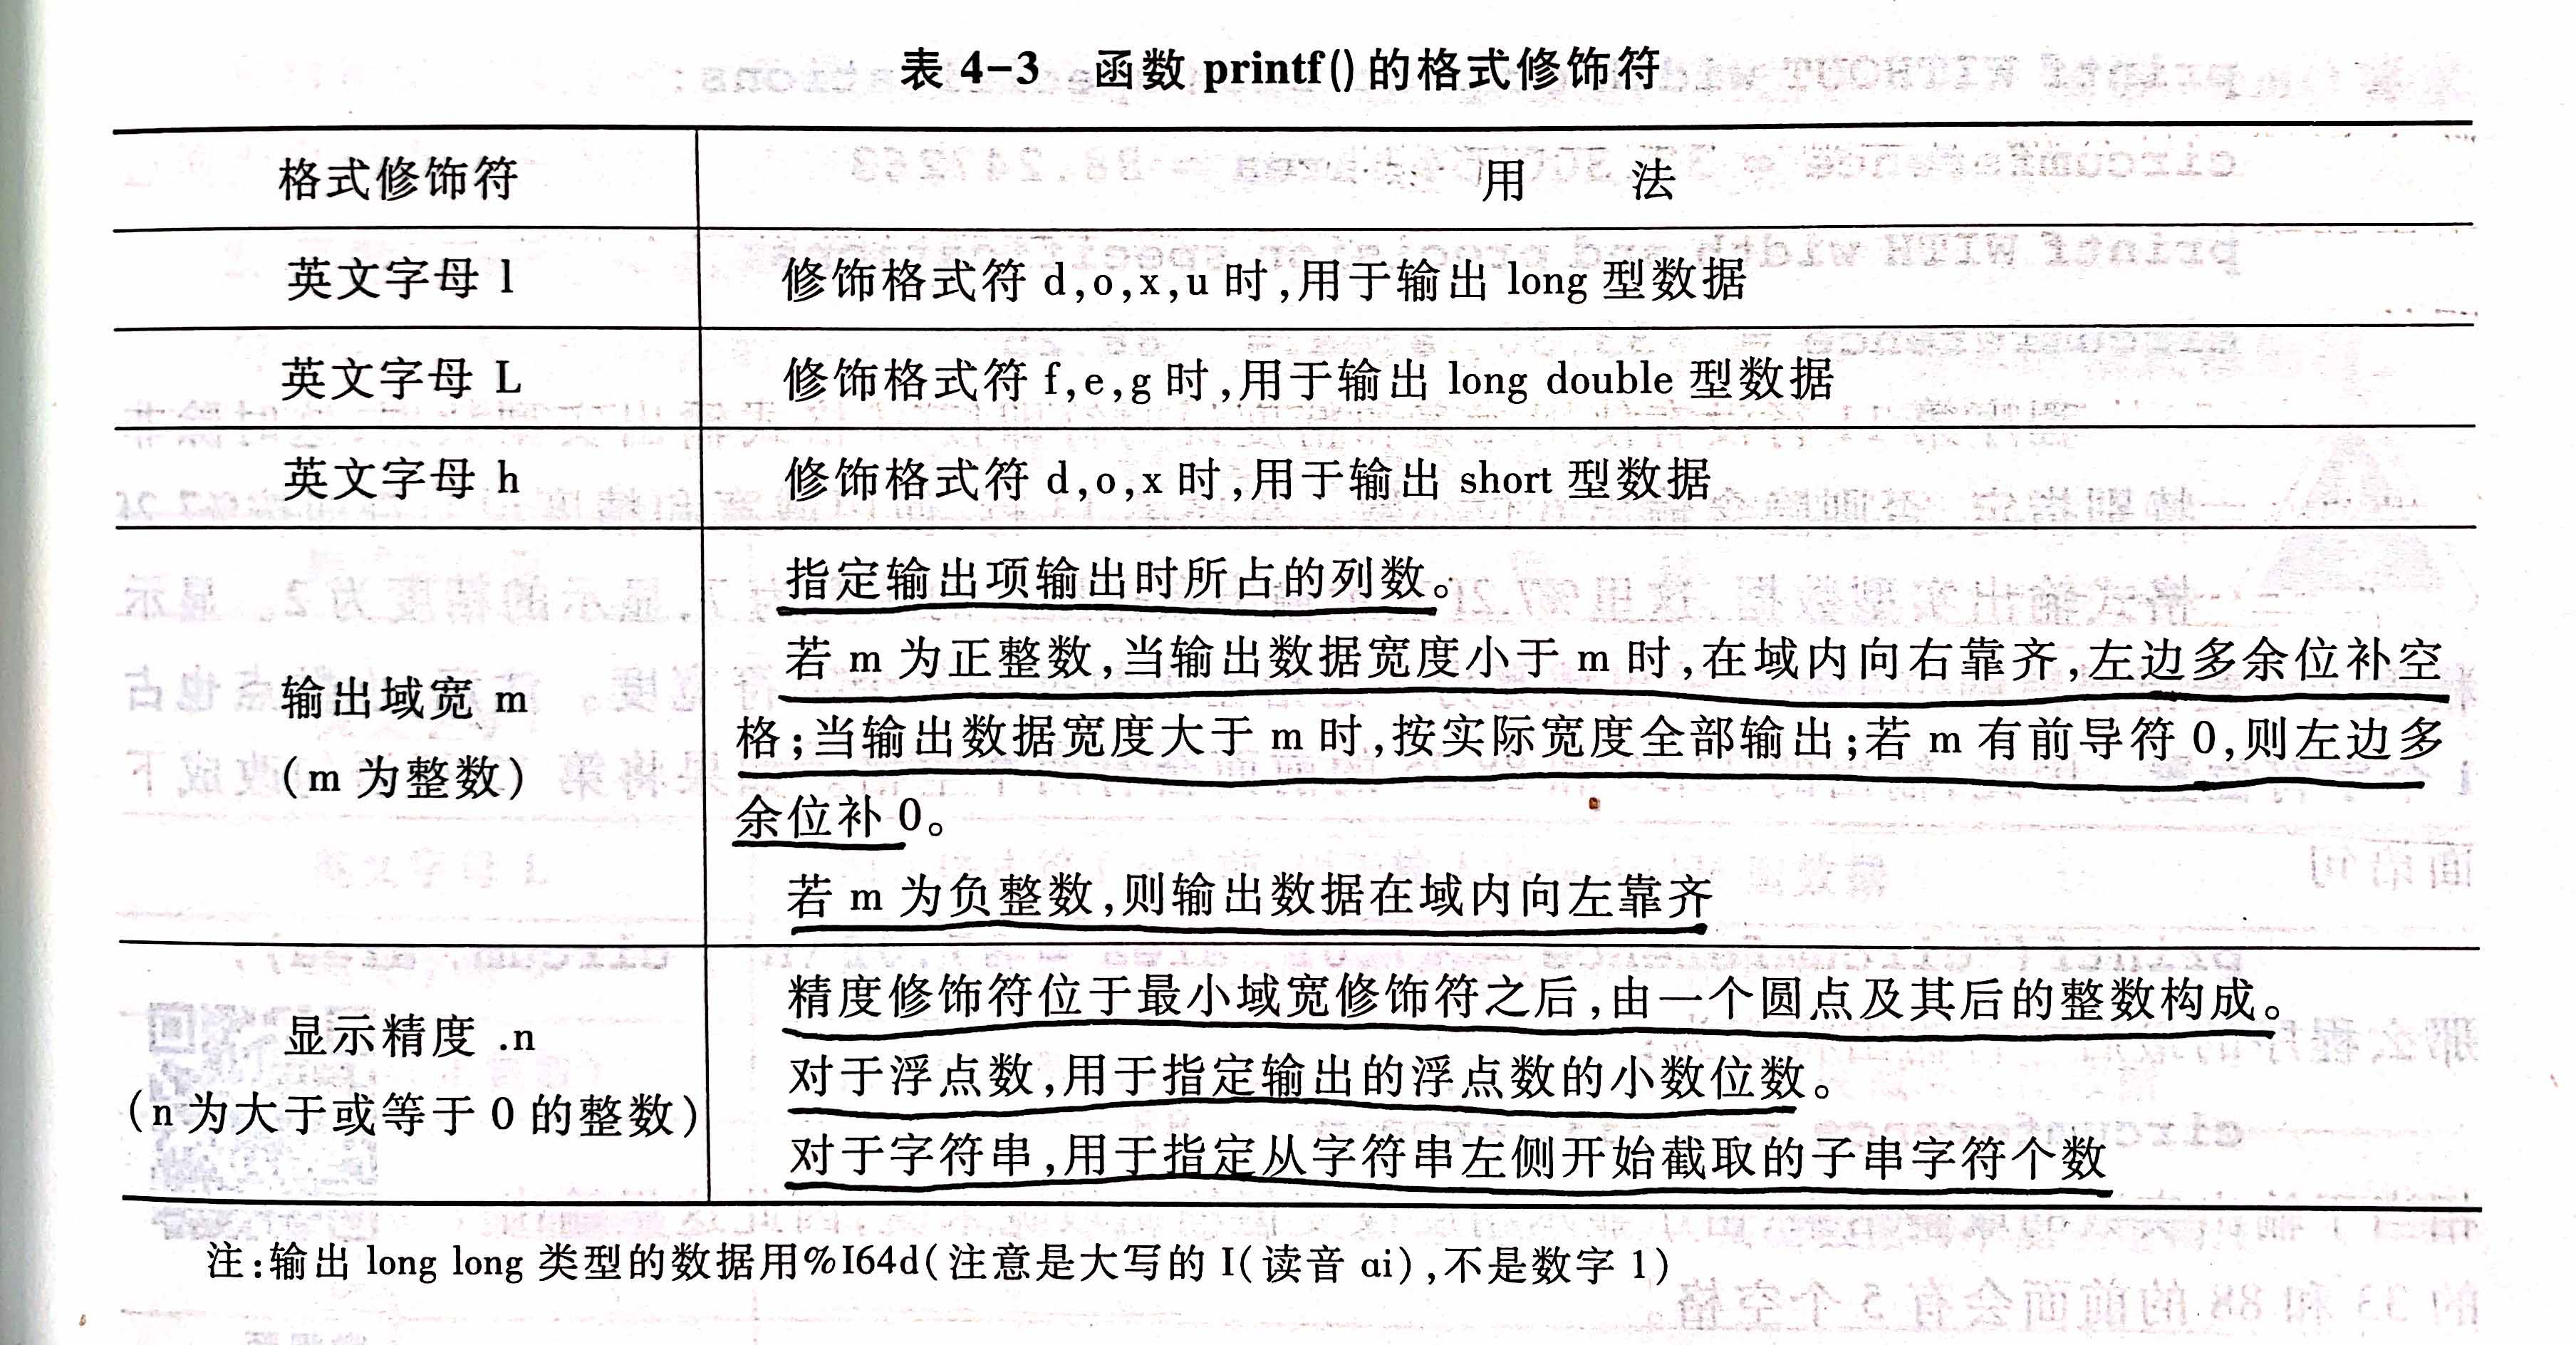 表 4-3 函数 printf()的格式修饰符
格式修饰符
用 法
英文字母 l
修饰格式符 d,o,x,u 时,用于输出 long 型数据
英文字母 L
修饰格式符 f,e,g 时,用于输出 long double 型数据
英文字母 h
修饰格式符 d,o,x 时,用于输出 short 型数据
输出域宽 m
(m 为整数)
指定输出项输出时所占的列数。
若 m 为正整数,当输出数据宽度小于 m 时,在域内向右靠齐,左边多余位补空
格;当输出数据宽度大于 m 时,按实际宽度全部输出;若 m 有前导符 0,则左边多
余位补 0。
若 m 为负整数,则输出数据在域内向左靠齐
显示精度 .n
(n 为大于或等于 0 的整数)
精度修饰符位于最小域宽修饰符之后,由一个圆点及其后的整数构成。
对于浮点数,用于指定输出的浮点数的小数位数。
对于字符串,用于指定从字符串左侧开始截取的子串字符个数
注:输出 long long 类型的数据用%I64d(注意是大写的 I(读音 ɑi),不是数字 1)